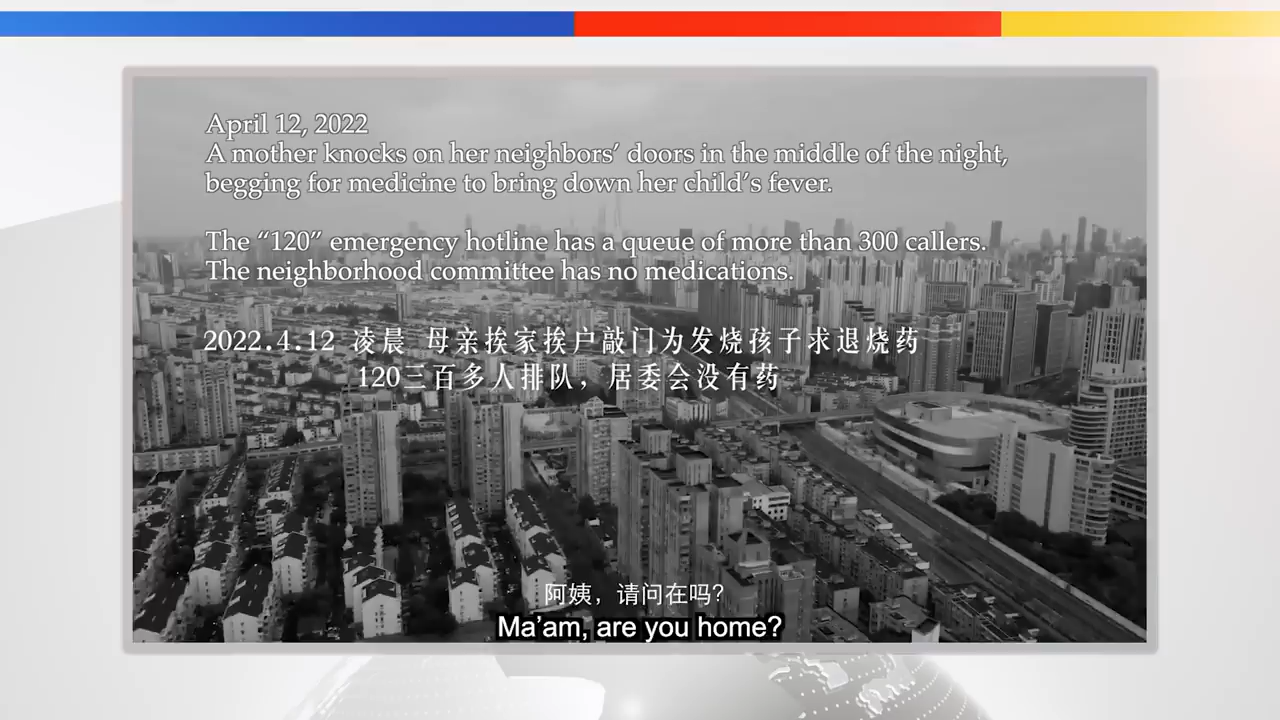 April 12, 2022
A mother knocks on her neighbors’ doors in the middle of the night,
begging for medicine to bring down her child’s fever.
The “120” emergency hotline has a queue of more than 300 callers.
The neighborhood committee has no medications.
2022.4.12 凌晨 母亲挨家挨户敲门为发烧孩子求退烧药
120三百多人排队，居委会没有药
阿姨，请问在吗?
Ma’am, are you home?